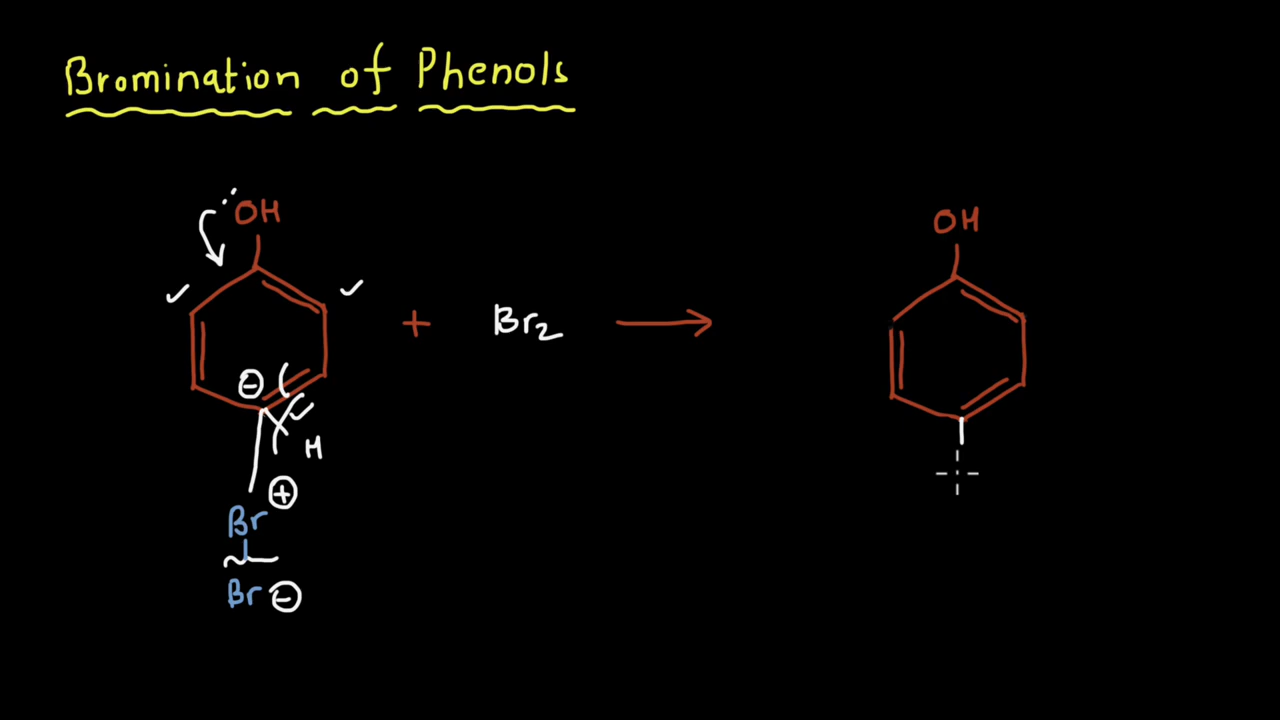 Bromination of Phenols
OH
OH
+ Br2 →
⊖
H
⊕
Br
Br ⊖